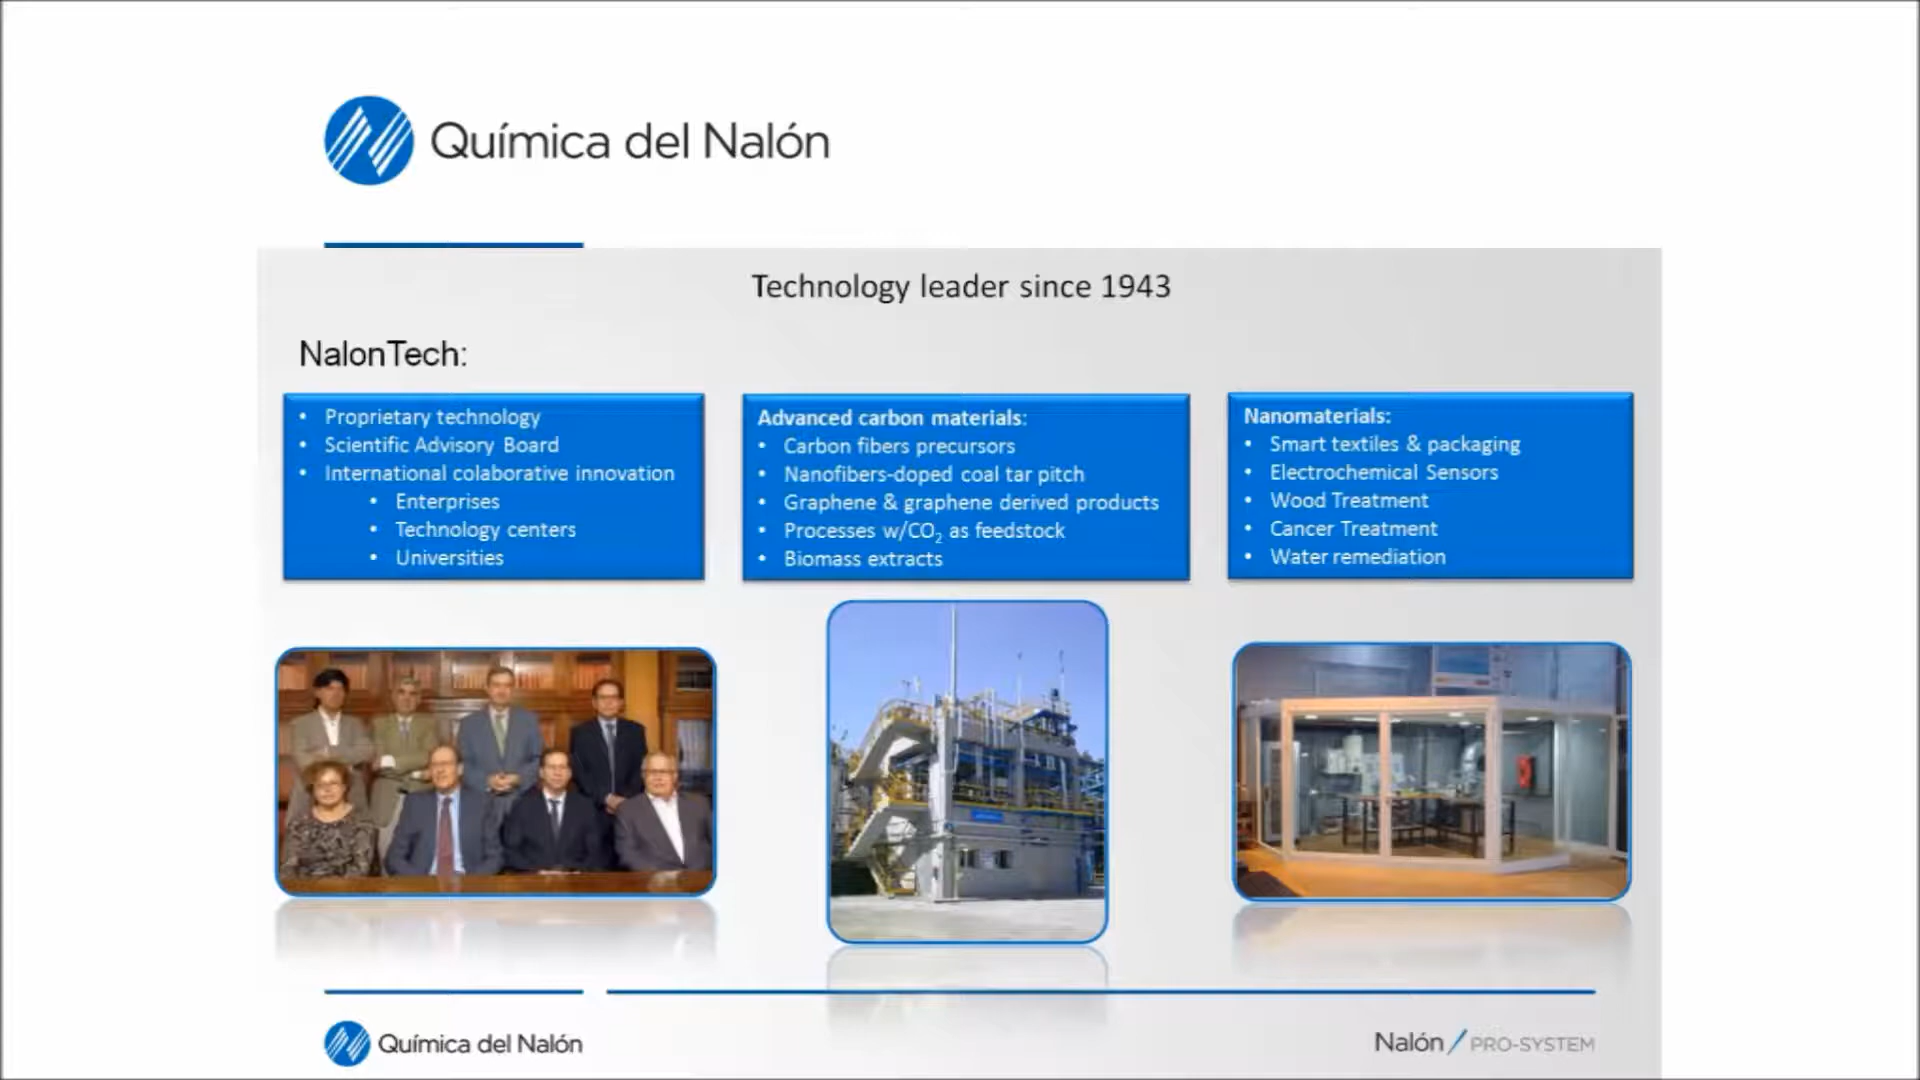 Química del Nalón
Technology leader since 1943
NalonTech:
• Proprietary technology
• Scientific Advisory Board
• International colaborative innovation
• Enterprises
• Technology centers
• Universities
Advanced carbon materials:
• Carbon fibers precursors
• Nanofibers-doped coal tar pitch
• Graphene & graphene derived products
• Processes w/CO₂ as feedstock
• Biomass extracts
Nanomaterials:
• Smart textiles & packaging
• Electrochemical Sensors
• Wood Treatment
• Cancer Treatment
• Water remediation
Química del Nalón
Nalón / PRO-SYSTEM